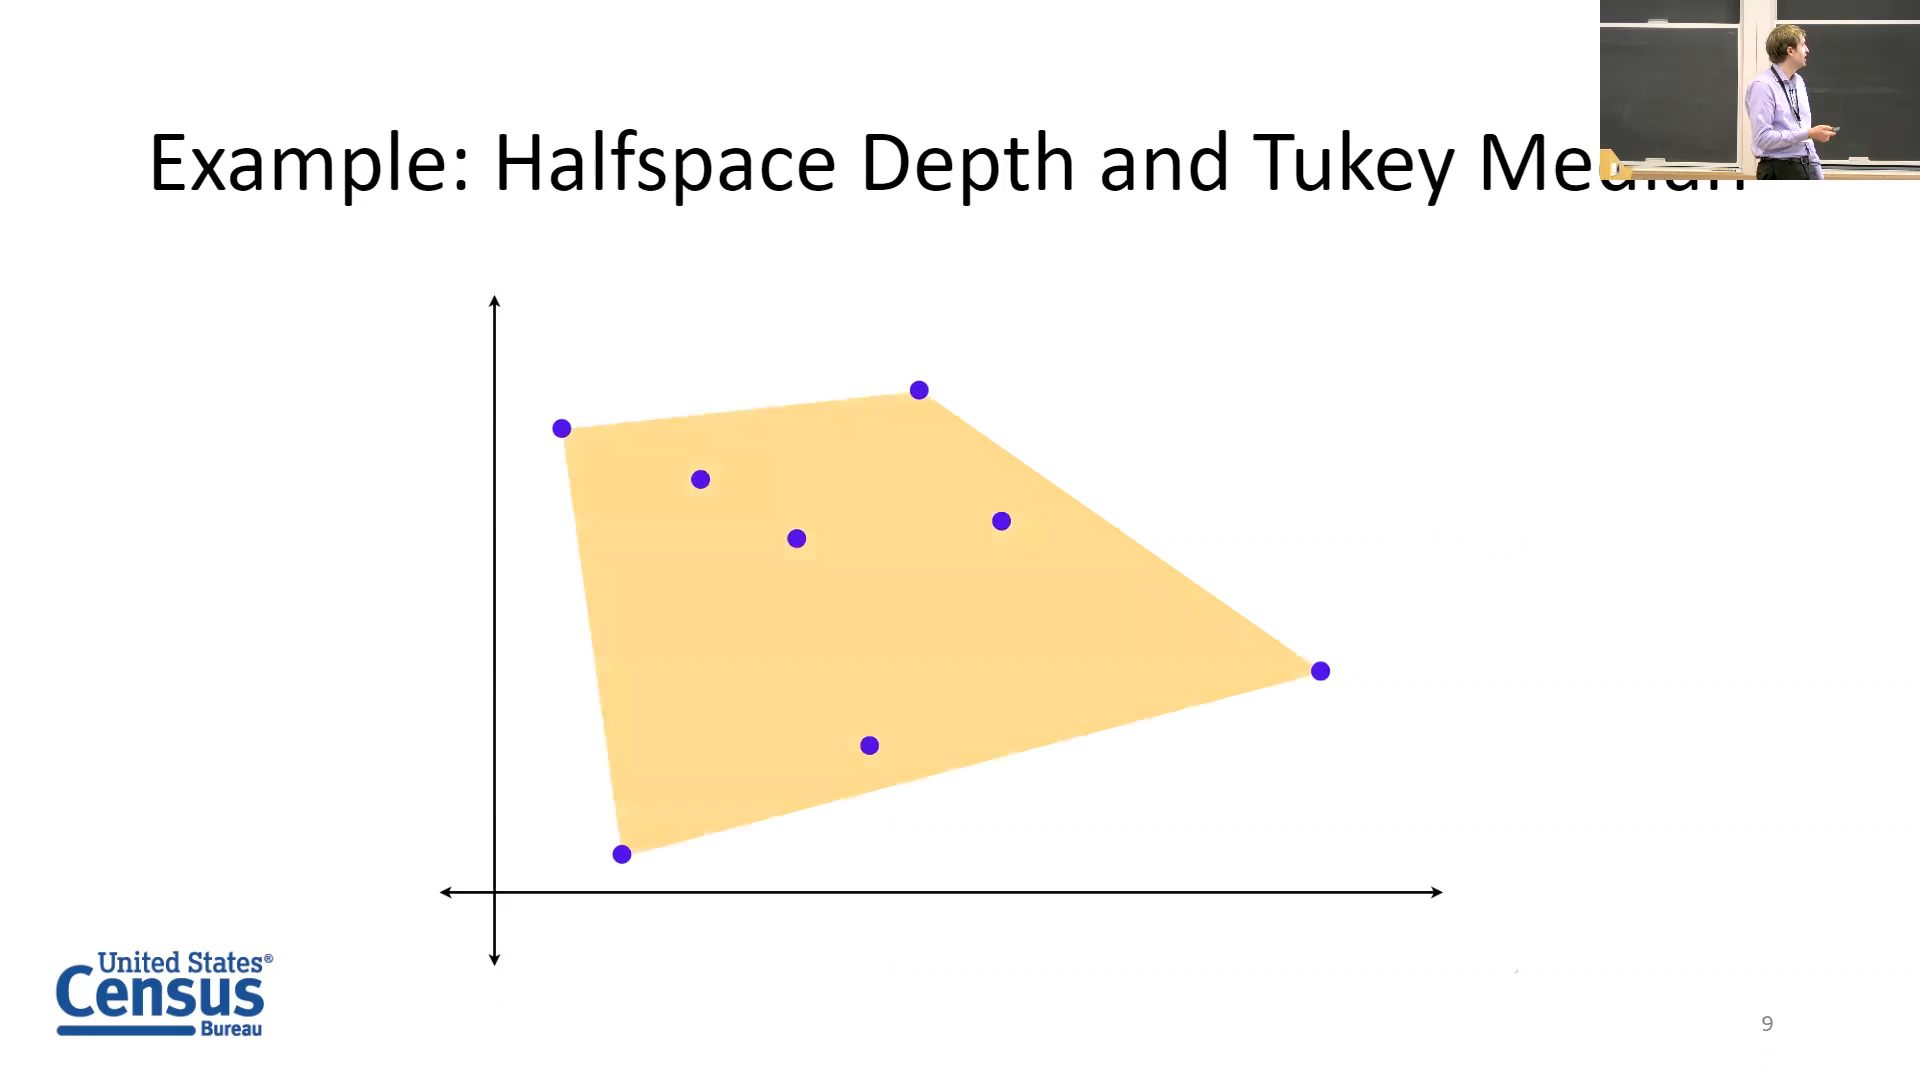 Example: Halfspace Depth and Tukey Median
United States®
Census
Bureau
9